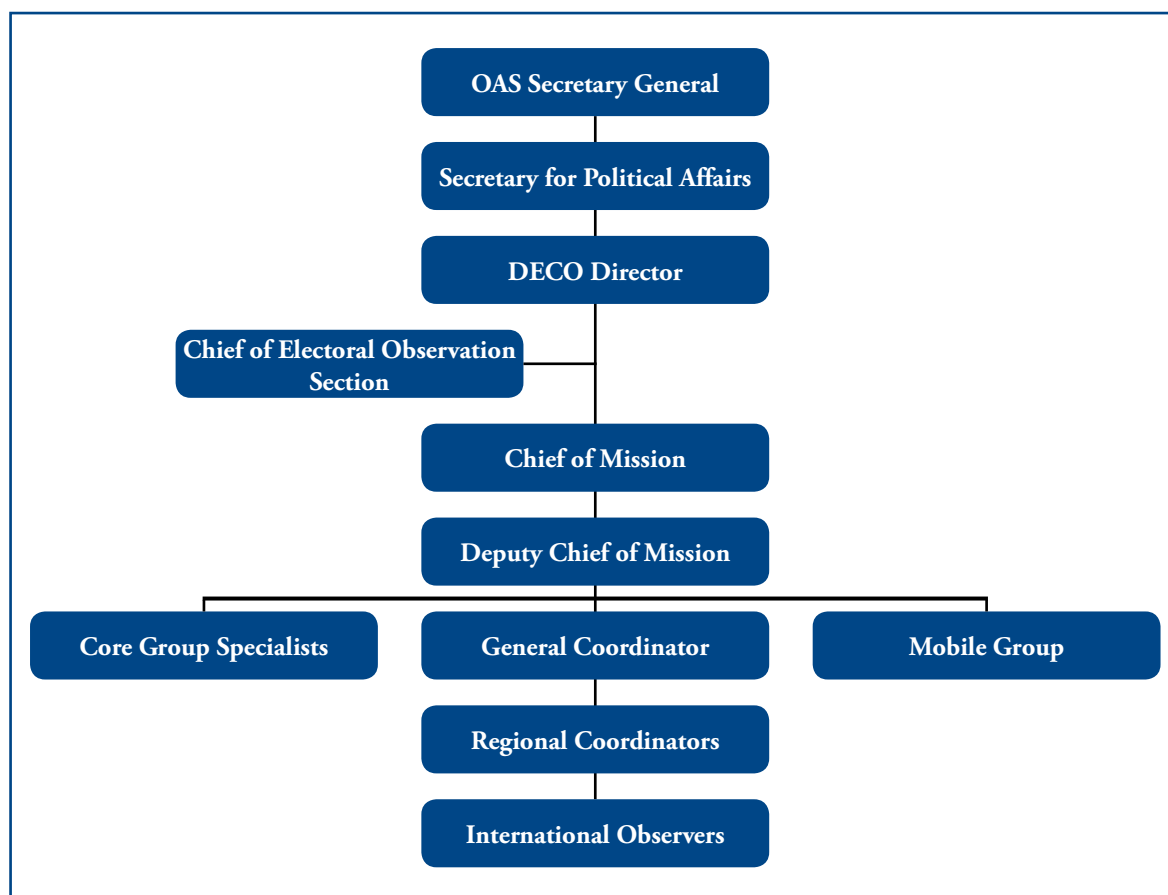 OAS Secretary General
Secretary for Political Affairs
DECO Director
Chief of Electoral Observation
Section
Chief of Mission
Deputy Chief of Mission
Core Group Specialists
General Coordinator
Mobile Group
Regional Coordinators
International Observers